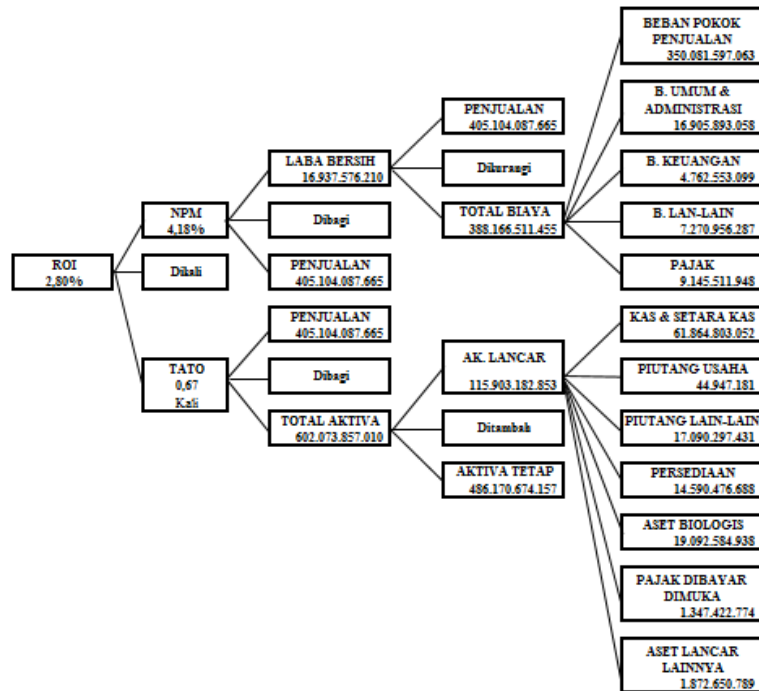 BEBAN POKOK
PENJUALAN
350.081.597.063
PENJUALAN
405.104.087.665
B. UMUM &
ADMINISTRASI
16.905.893.058
LABA BERSIH
16.937.576.210
Dikurangi
B. KEUANGAN
4.762.553.099
NPM
4,18%
Dibagi
TOTAL BIAYA
388.166.511.455
B. LAN-LAIN
7.270.956.287
ROI
2,80%
Dikali
PENJUALAN
405.104.087.665
PAJAK
9.145.511.948
PENJUALAN
405.104.087.665
KAS & SETARA KAS
61.864.803.052
TATO
0,67
Kali
Dibagi
AK. LANCAR
115.903.182.853
PIUTANG USAHA
44.947.181
TOTAL AKTIVA
602.073.857.010
Ditambah
PIUTANG LAIN-LAIN
17.090.297.431
AKTIVA TETAP
486.170.674.157
PERSEDIAAN
14.590.476.688
ASET BIOLOGIS
19.092.584.938
PAJAK DIBAYAR
DIMUKA
1.347.422.774
ASET LANCAR
LAINNYA
1.872.650.789